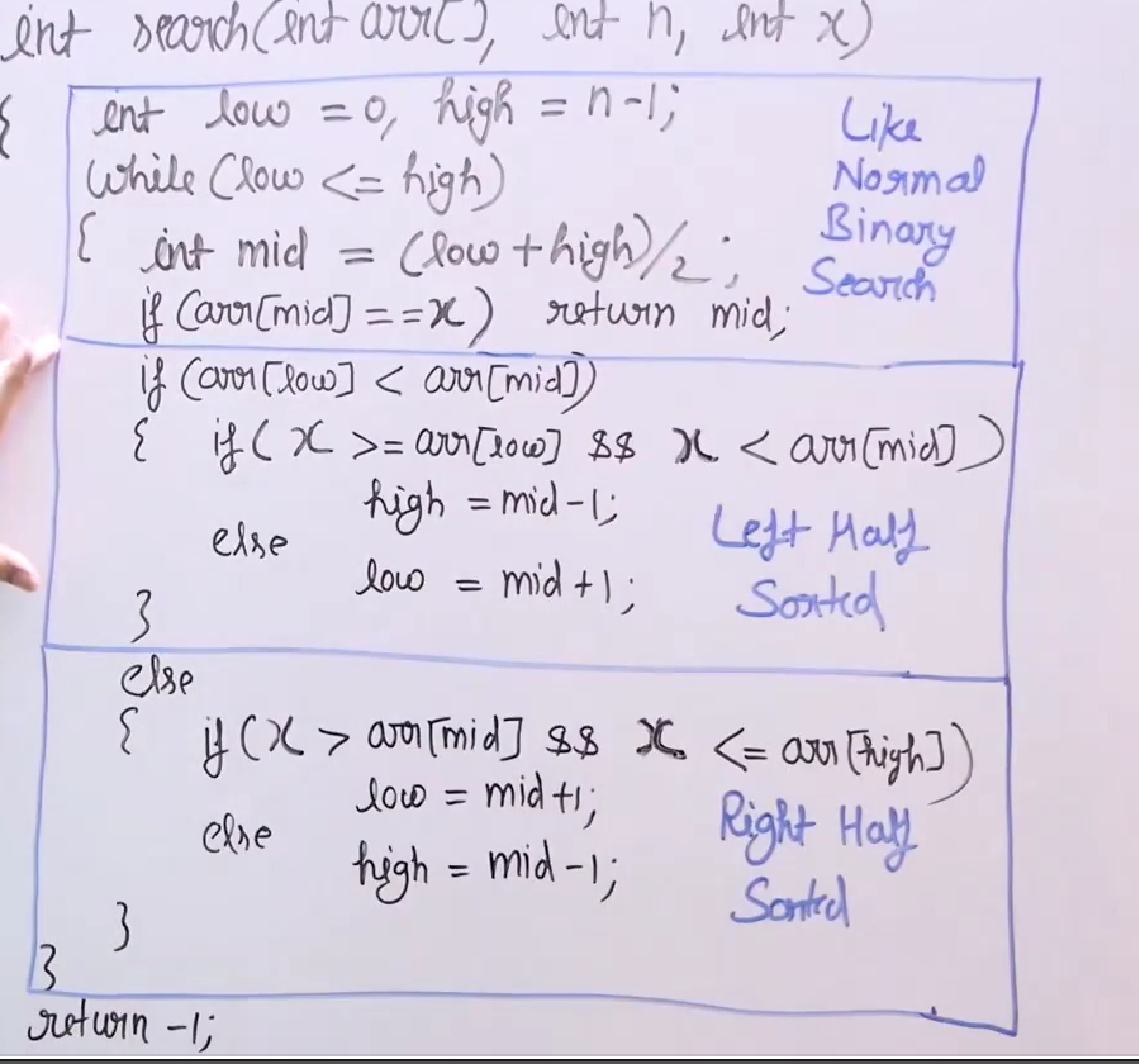 int search(int arr[], int n, int x)
{ int low = 0, high = n-1;
while (low <= high)
{ int mid = (low + high)/2;
if (arr[mid] == x) return mid;
Like
Normal
Binary
Search
if (arr[low] < arr[mid])
{ if (x >= arr[low] && x < arr[mid])
high = mid-1;
else
low = mid+1;
}
Left Half
Sorted
else
{ if (x > arr[mid] && x <= arr[high])
low = mid+1;
else
high = mid-1;
}
Right Half
Sorted
}
return -1;